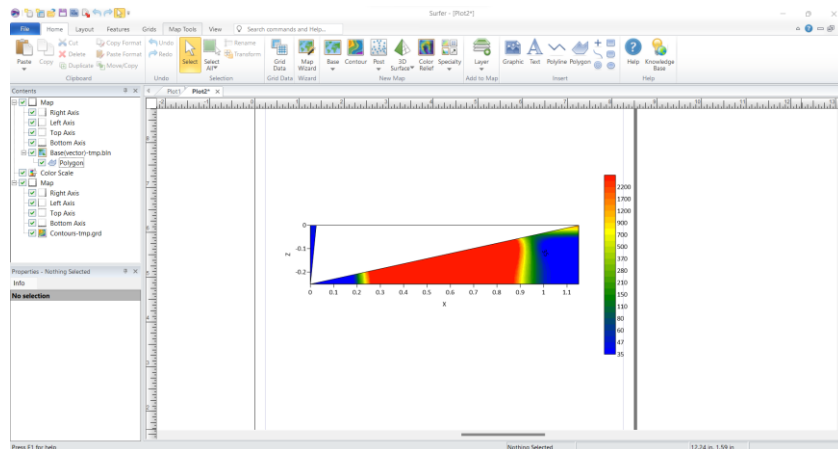 Surfer - [Plot2*]
File Home Layout Features Grids Map Tools View Search commands and Help...
Paste Copy Cut Delete Duplicate Copy Format Paste Format Move/Copy
Undo Redo
Select Select All Rename Transform
Grid Data Map Wizard Base Contour Post 3D Surface Color Relief Specialty Layer Graphic Text Polyline Polygon Help Knowledge Base
Clipboard Undo Selection Grid Data Wizard New Map Add to Map Insert Help
Contents
Plot1 Plot2*
Map
Right Axis
Left Axis
Top Axis
Bottom Axis
Base(vector)-tmp.bln
Polygon
Color Scale
Map
Right Axis
Left Axis
Top Axis
Bottom Axis
Contours-tmp.grd
Properties - Nothing Selected
Info
No selection
0
-0.1
-0.2
Z
0 0.1 0.2 0.3 0.4 0.5 0.6 0.7 0.8 0.9 1 1.1
X
2200
1700
1200
900
700
500
370
280
210
150
110
80
60
47
35
Press F1 for help
Nothing Selected
12.24 in, 1.59 in